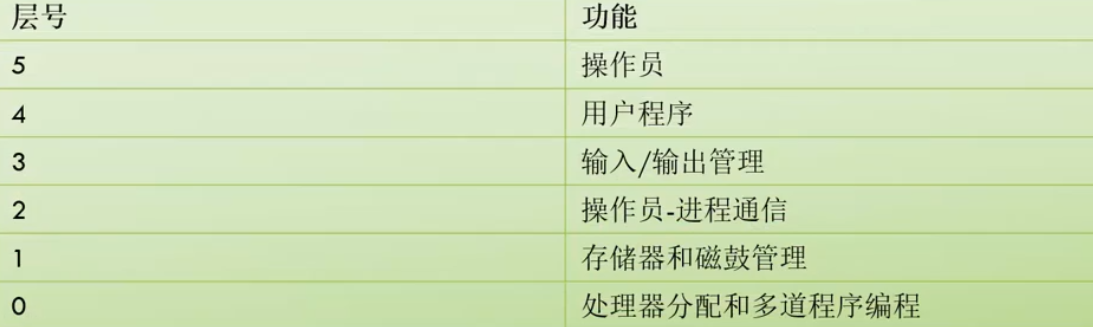 层号 功能
5 操作员
4 用户程序
3 输入/输出管理
2 操作员-进程通信
1 存储器和磁鼓管理
0 处理器分配和多道程序编程